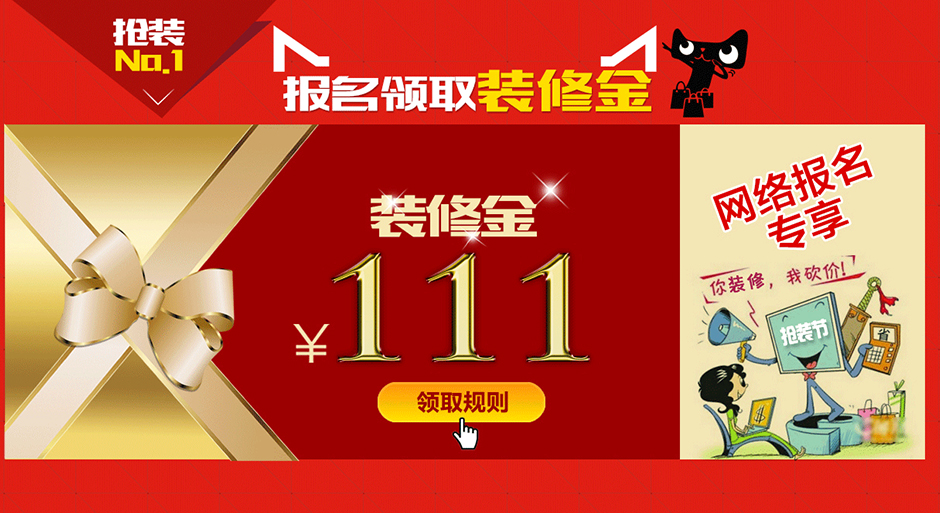 抢装
No.1
报名领取装修金
装修金
¥111
领取规则
网络报名
专享
你装修，我砍价！
抢装节
省
$